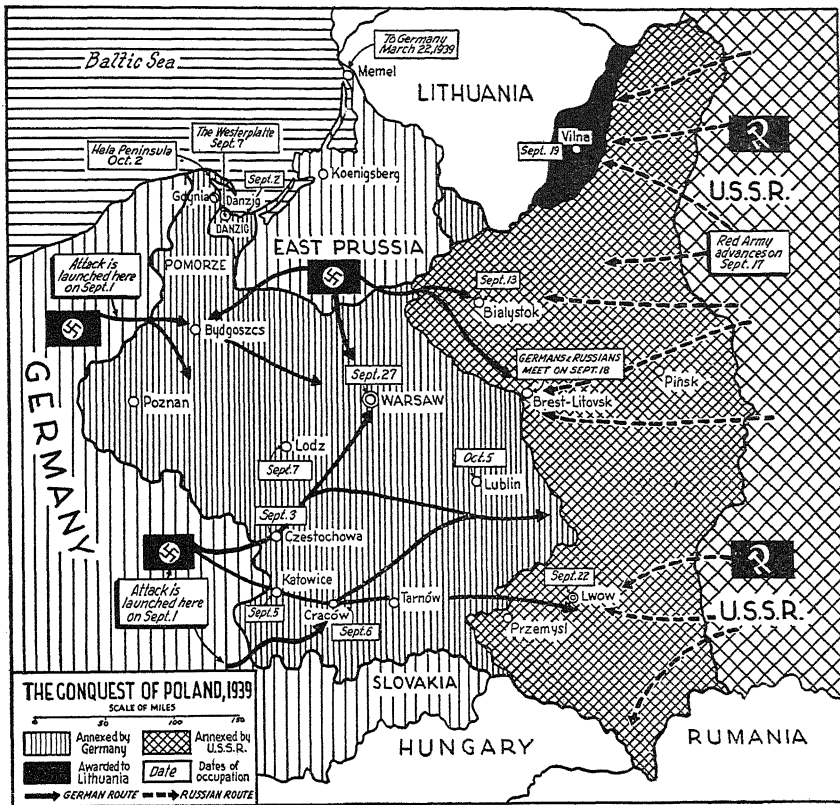 Baltic Sea
To Germany
March 22, 1939
Memel
LITHUANIA
The Westerplatte
Sept. 7
Hela Peninsula
Oct. 2
Sept. 2
Vilna
Sept. 19
Koenigsberg
Gdynia
Danzig
DANZIG
U.S.S.R.
EAST PRUSSIA
Red Army
advances on
Sept. 17
Attack is
launched here
on Sept. 1
POMORZE
Sept. 13
Bialystok
Bydgoszcs
GERMANS & RUSSIANS
MEET ON SEPT. 18
Sept. 27
WARSAW
Pińsk
Brest-Litovsk
GERMANY
Poznan
Lodz
Sept. 7
Oct. 5
Lublin
Sept. 3
Czestochowa
Attack is
launched here
on Sept. 1
Katowice
Sept. 5
Craców
Sept. 6
Tarnów
Sept. 22
Lwow
Przemysl
U.S.S.R.
SLOVAKIA
HUNGARY
RUMANIA
THE CONQUEST OF POLAND, 1939
SCALE OF MILES
0 50 100 150
Annexed by
Germany
Annexed by
U.S.S.R.
Awarded to
Lithuania
Date
Dates of
occupation
GERMAN ROUTE
RUSSIAN ROUTE